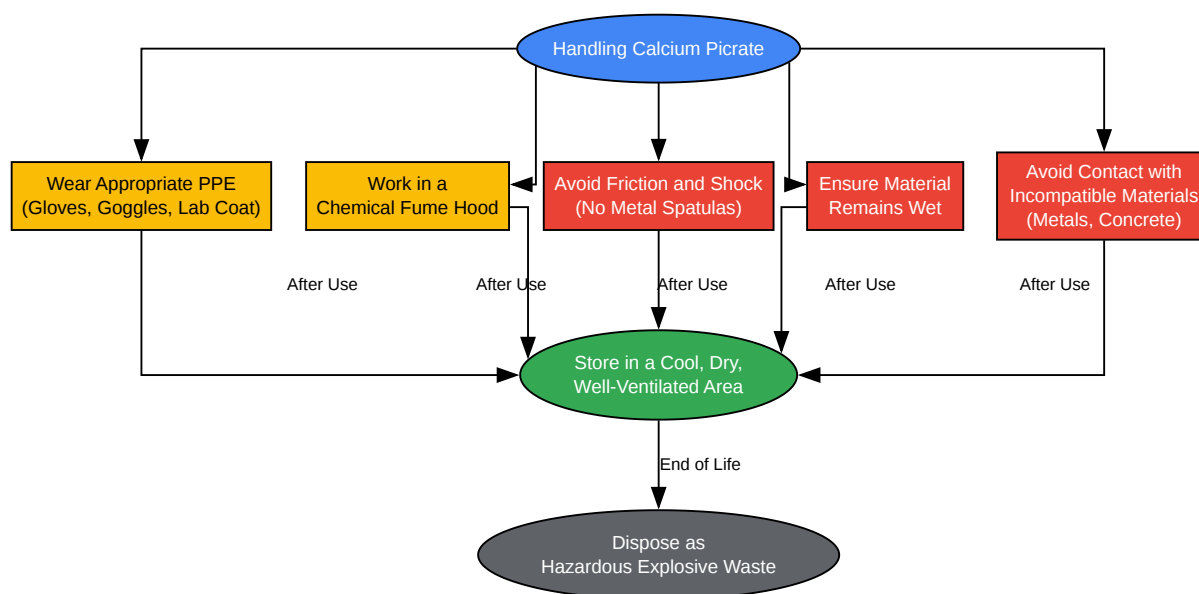 Handling Calcium Picrate
Wear Appropriate PPE
(Gloves, Goggles, Lab Coat)
Work in a
Chemical Fume Hood
Avoid Friction and Shock
(No Metal Spatulas)
Ensure Material
Remains Wet
Avoid Contact with
Incompatible Materials
(Metals, Concrete)
After Use
After Use
After Use
After Use
After Use
Store in a Cool, Dry,
Well-Ventilated Area
End of Life
Dispose as
Hazardous Explosive Waste